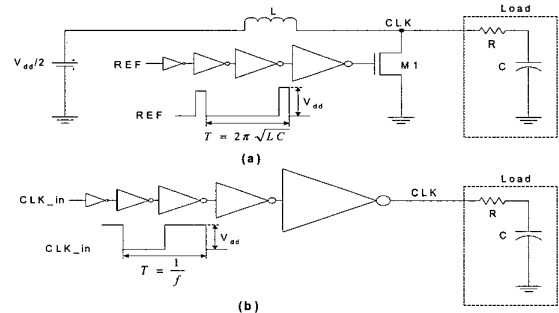 Load
L
CLK
R
V_dd/2
REF
M1
C
V_dd
REF
T = 2π √LC
(a)
Load
CLK_in
CLK
R
C
CLK_in
V_dd
T = 1/f
(b)